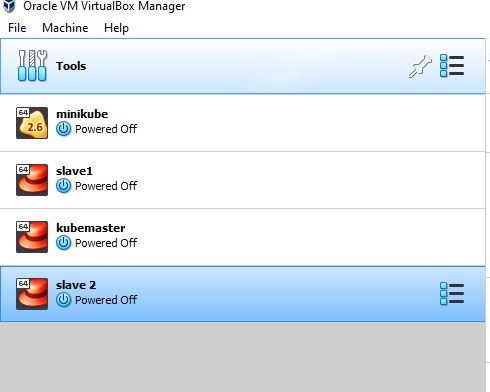 Oracle VM VirtualBox Manager
File Machine Help
Tools
64
2.6
minikube
Powered Off
64
slave1
Powered Off
64
kubemaster
Powered Off
64
slave 2
Powered Off